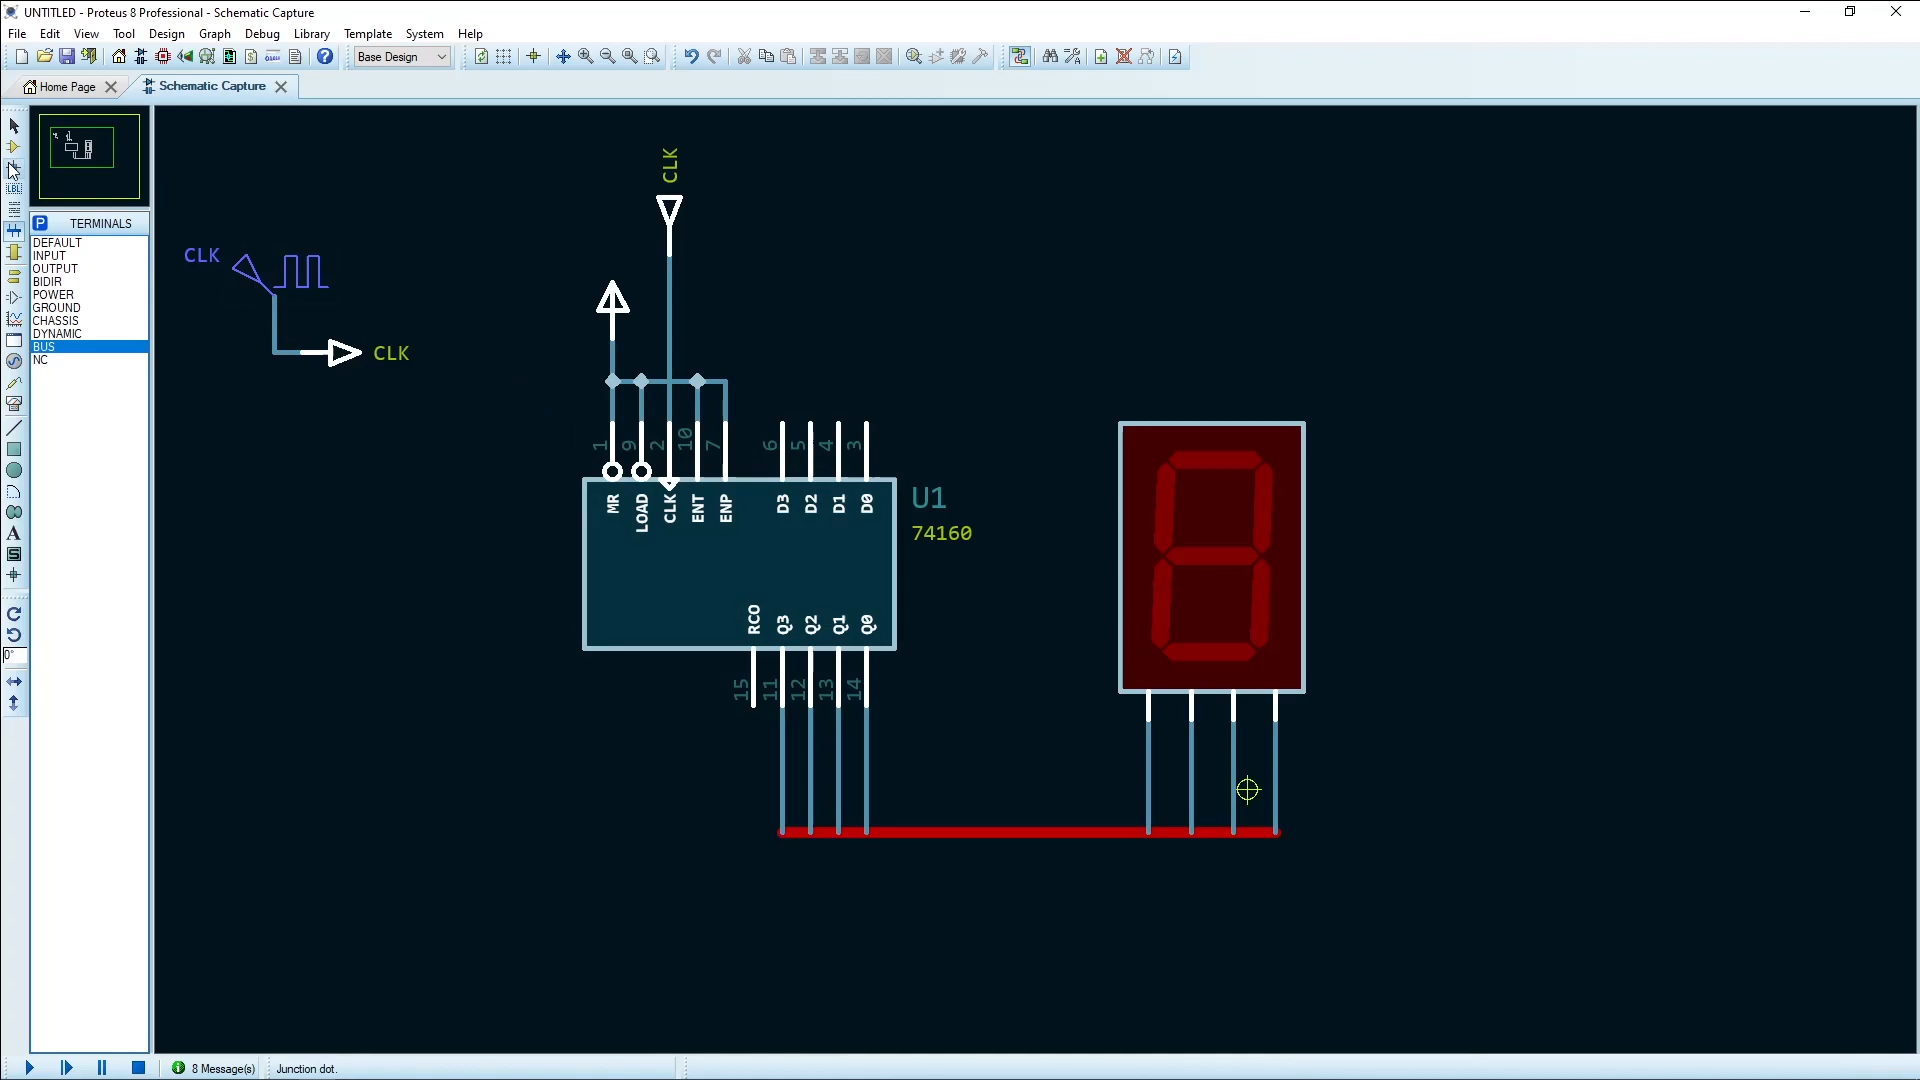 UNTITLED - Proteus 8 Professional - Schematic Capture
File Edit View Tool Design Graph Debug Library Template System Help
Base Design
Home Page
Schematic Capture
LBL
TERMINALS
DEFAULT
INPUT
OUTPUT
BIDIR
POWER
GROUND
CHASSIS
DYNAMIC
BUS
NC
A
S
0°
P
CLK
CLK
CLK
1 9 2 10 7 6 5 4 3
MR LOAD CLK ENT ENP D3 D2 D1 D0
U1
74160
RCO Q3 Q2 Q1 Q0
15 11 12 13 14
8 Message(s)
Junction dot.